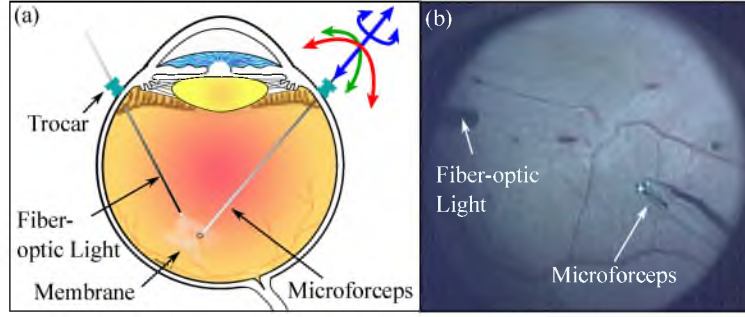 (a)
Trocar
Fiber-
optic Light
Membrane
Microforceps
(b)
Fiber-optic
Light
Microforceps